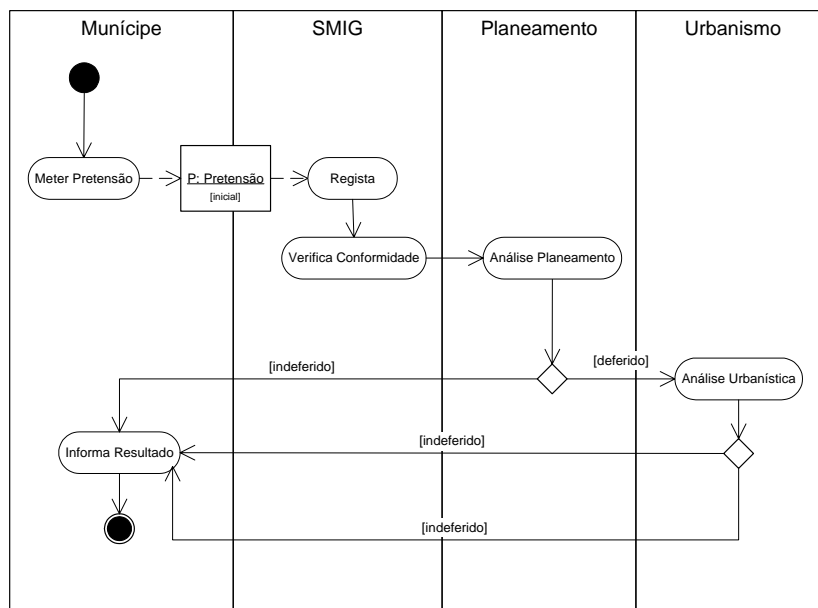 Munícipe
SMIG
Planeamento
Urbanismo
Meter Pretensão
P: Pretensão
[inicial]
Regista
Verifica Conformidade
Análise Planeamento
[indeferido]
[deferido]
Análise Urbanística
Informa Resultado
[indeferido]
[indeferido]